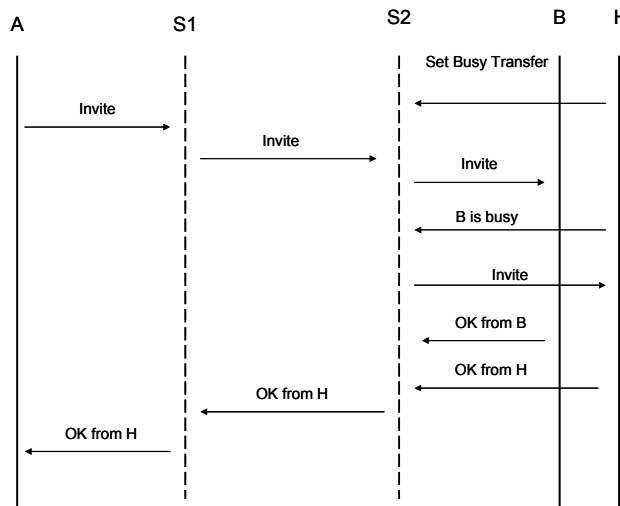 A
S1
S2
B
H
Set Busy Transfer
Invite
Invite
Invite
B is busy
Invite
OK from B
OK from H
OK from H
OK from H